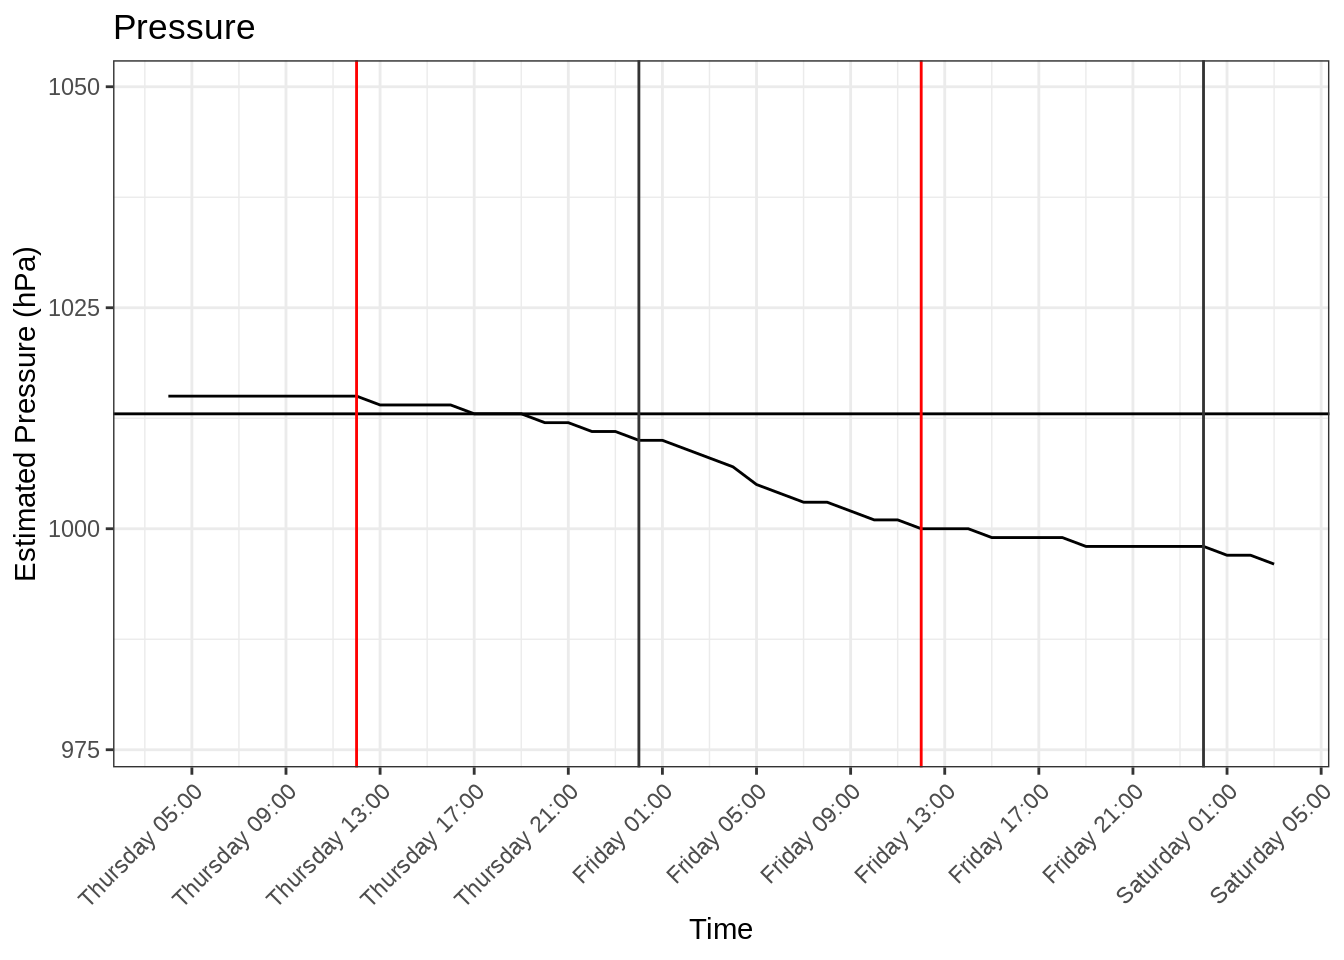 Pressure
Estimated Pressure (hPa)
1050
1025
1000
975
Thursday 05:00
Thursday 09:00
Thursday 13:00
Thursday 17:00
Thursday 21:00
Friday 01:00
Friday 05:00
Friday 09:00
Friday 13:00
Friday 17:00
Friday 21:00
Saturday 01:00
Saturday 05:00
Time